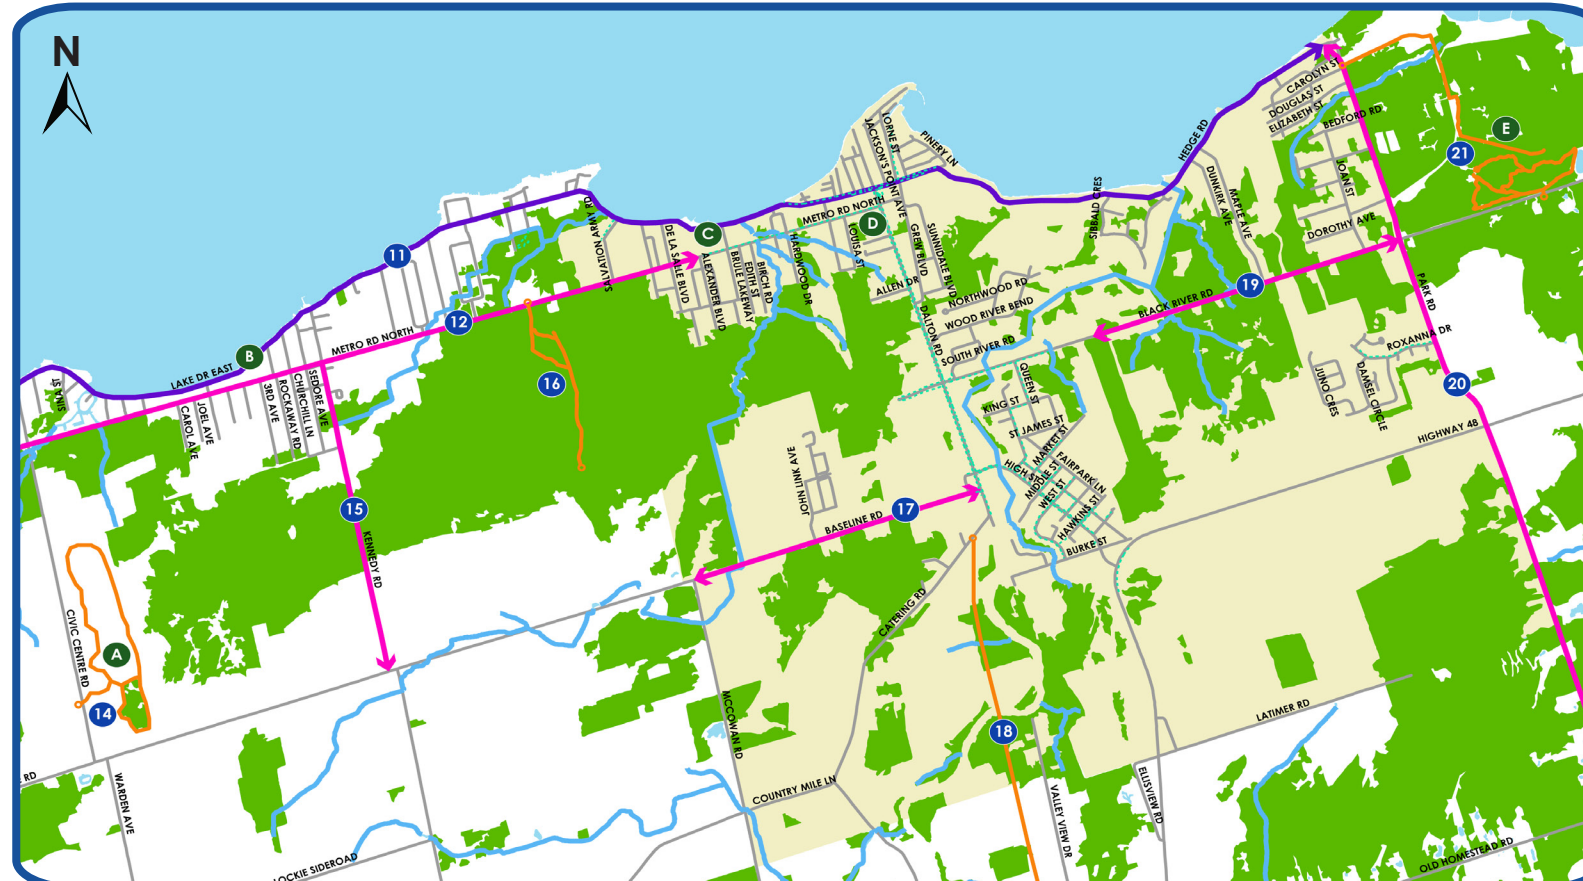 N
CAROLYN ST
DOUGLAS ST
ELIZABETH ST
BEDFORD RD
E
21
LORNE ST
JACKSON'S POINT AVE
PINERY LN
HEDGE RD
JOAN ST
DUNKIRK AVE
MAPLE AVE
SIBBALD CRES
DOROTHY AVE
SALVATION ARMY RD
METRO RD NORTH
D
C
11
DE LA SALLE BLVD
ALEXANDER BLVD
BRULE LAKEWAY
EDITH ST
BIRCH RD
HARDWOOD DR
LOUISA ST
GREW BLVD
SUNNIDALE BLVD
ALLEN DR
NORTHWOOD RD
WOOD RIVER BEND
DALTON RD
SOUTH RIVER RD
BLACK RIVER RD
19
PARK RD
12
METRO RD NORTH
B
LAKE DR EAST
ROXANNA DR
JUNO CRES
DAMSEL CIRCLE
20
HIGHWAY 48
SINA ST
CAROL AVE
JOEL AVE
3RD AVE
ROCKAWAY RD
CHURCHILL LN
SEDORE AVE
16
QUEEN ST
KING ST
ST JAMES ST
MARKET ST
FAIRPARK LN
HIGH ST
MIDDLE ST
WEST ST
HAWKINS ST
BURKE ST
JOHN LINK AVE
15
KENNEDY RD
17
BASELINE RD
CATERING RD
CIVIC CENTRE RD
A
14
MCCOWAN RD
18
LATIMER RD
E RD
WARDEN AVE
COUNTRY MILE LN
VALLEY VIEW DR
ELLISVIEW RD
OLD HOMESTEAD RD
LOCKIE SIDEROAD